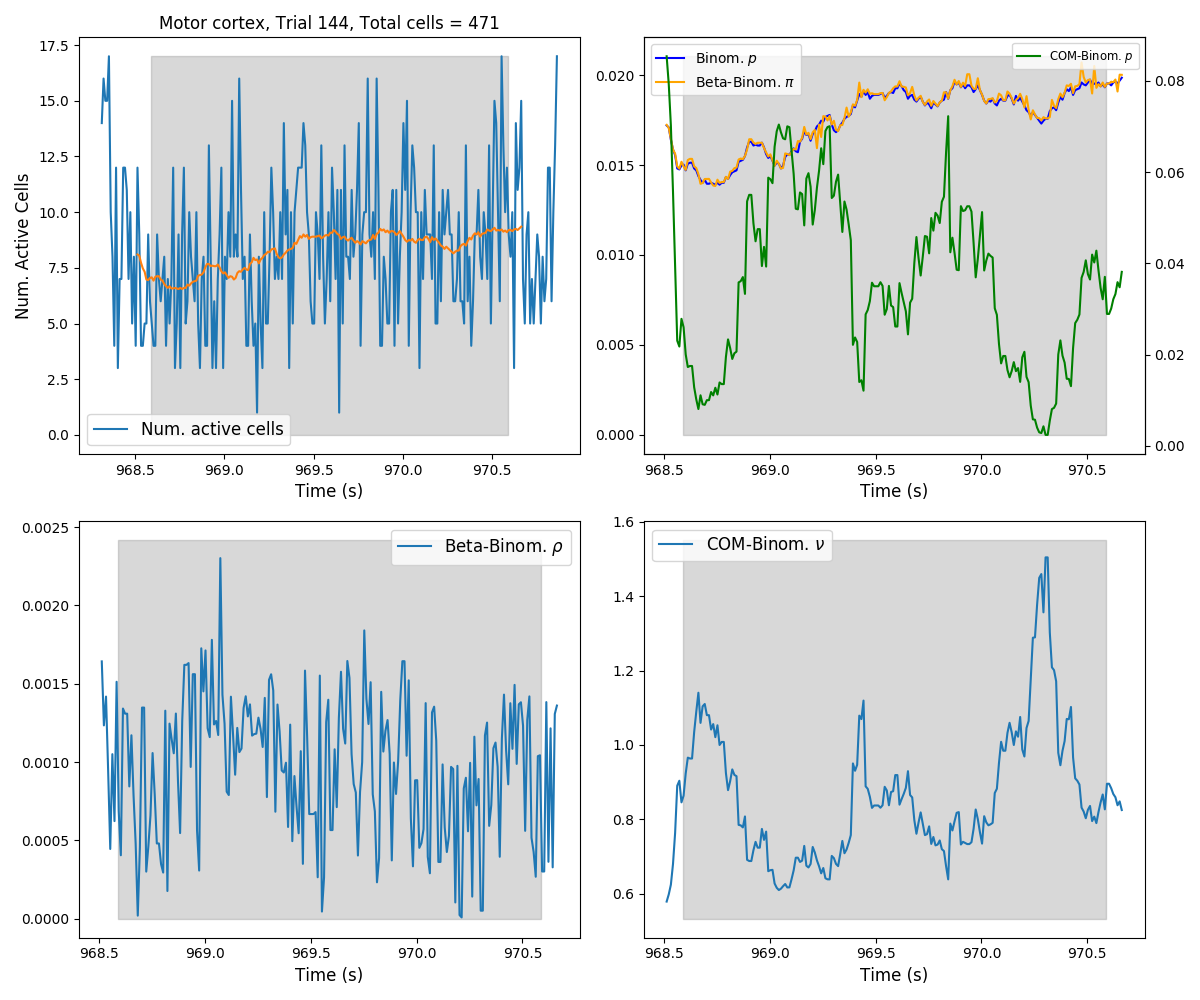 Motor cortex, Trial 144, Total cells = 471
17.5
15.0
12.5
10.0
7.5
5.0
2.5
0.0
Num. Active Cells
Num. active cells
968.5 969.0 969.5 970.0 970.5
Time (s)
Binom. p
Beta-Binom. π
COM-Binom. p
0.020
0.015
0.010
0.005
0.000
0.08
0.06
0.04
0.02
0.00
968.5 969.0 969.5 970.0 970.5
Time (s)
0.0025
0.0020
0.0015
0.0010
0.0005
0.0000
Beta-Binom. ρ
968.5 969.0 969.5 970.0 970.5
Time (s)
1.6
1.4
1.2
1.0
0.8
0.6
COM-Binom. ν
968.5 969.0 969.5 970.0 970.5
Time (s)